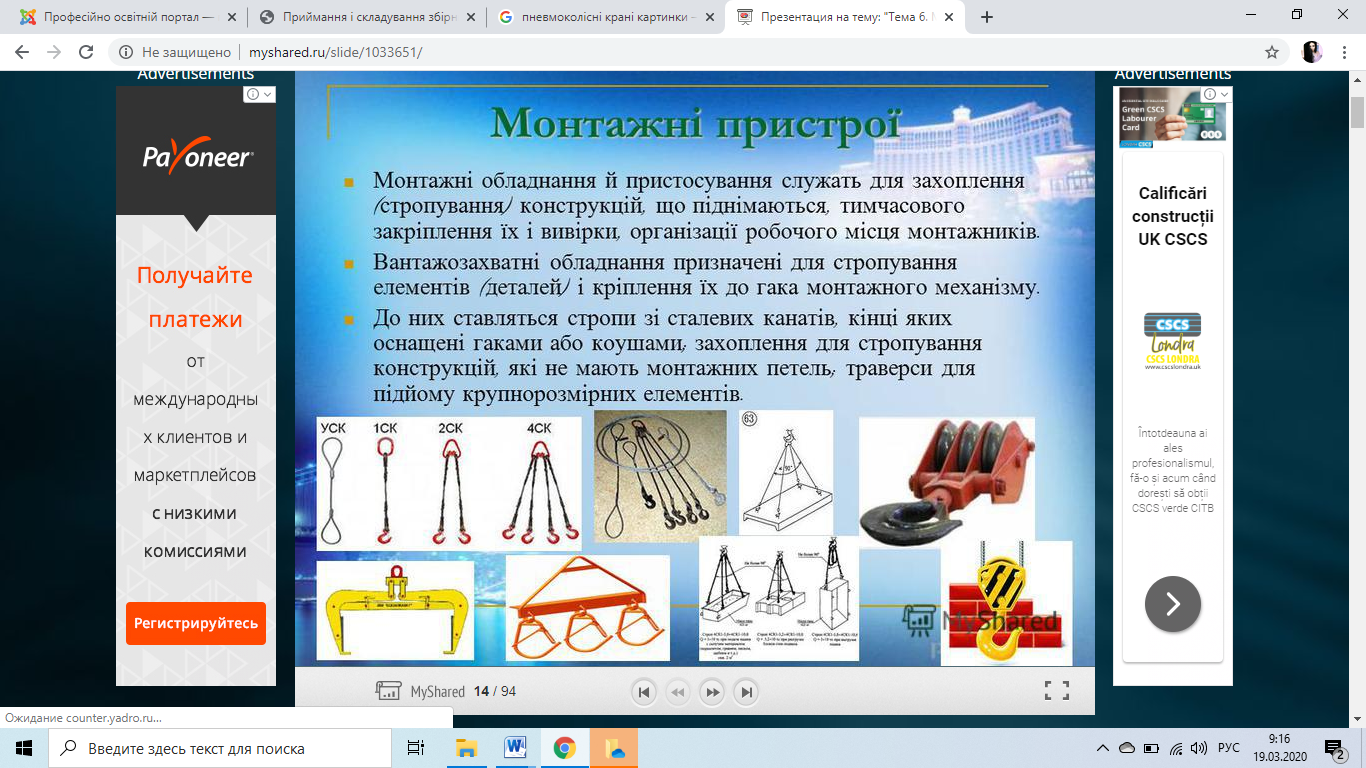 Професійно освітній портал —
Приймання і складування збірн
пневмоколісні крані картинки -
Презентация на тему: "Тема 6. М
Не защищено
myshared.ru/slide/1033651/
Advertisements
Payoneer
Получайте
платежи
от
международны
х клиентов и
маркетплейсов
с низкими
комиссиями
Регистрируйтесь
Монтажні пристрої
Монтажні обладнання й пристосування служать для захоплення
/стропування/ конструкцій, що піднімаються, тимчасового
закріплення їх і вивірки, організації робочого місця монтажників.
Вантажозахватні обладнання призначені для стропування
елементів /деталей/ і кріплення їх до гака монтажного механізму.
До них ставляться стропи зі сталевих канатів, кінці яких
оснащені гаками або коушами; захоплення для стропування
конструкцій, які не мають монтажних петель; траверси для
підйому крупнорозмірних елементів.
УСК 1СК 2СК 4СК
63
90°
Не более 90°
Не более 90°
MyShared
MyShared 14 / 94
Advertisements
Green CSCS
Labourer
Card
Calificări
construcții
UK CSCS
CSCS
Londra
CSCS LONDRA
www.cscslondra.uk
Întotdeauna ai
ales
profesionalismul,
fă-o și acum când
dorești să obții
CSCS verde CITB
Ожидание counter.yadro.ru...
Введите здесь текст для поиска
РУС
9:16
19.03.2020
2